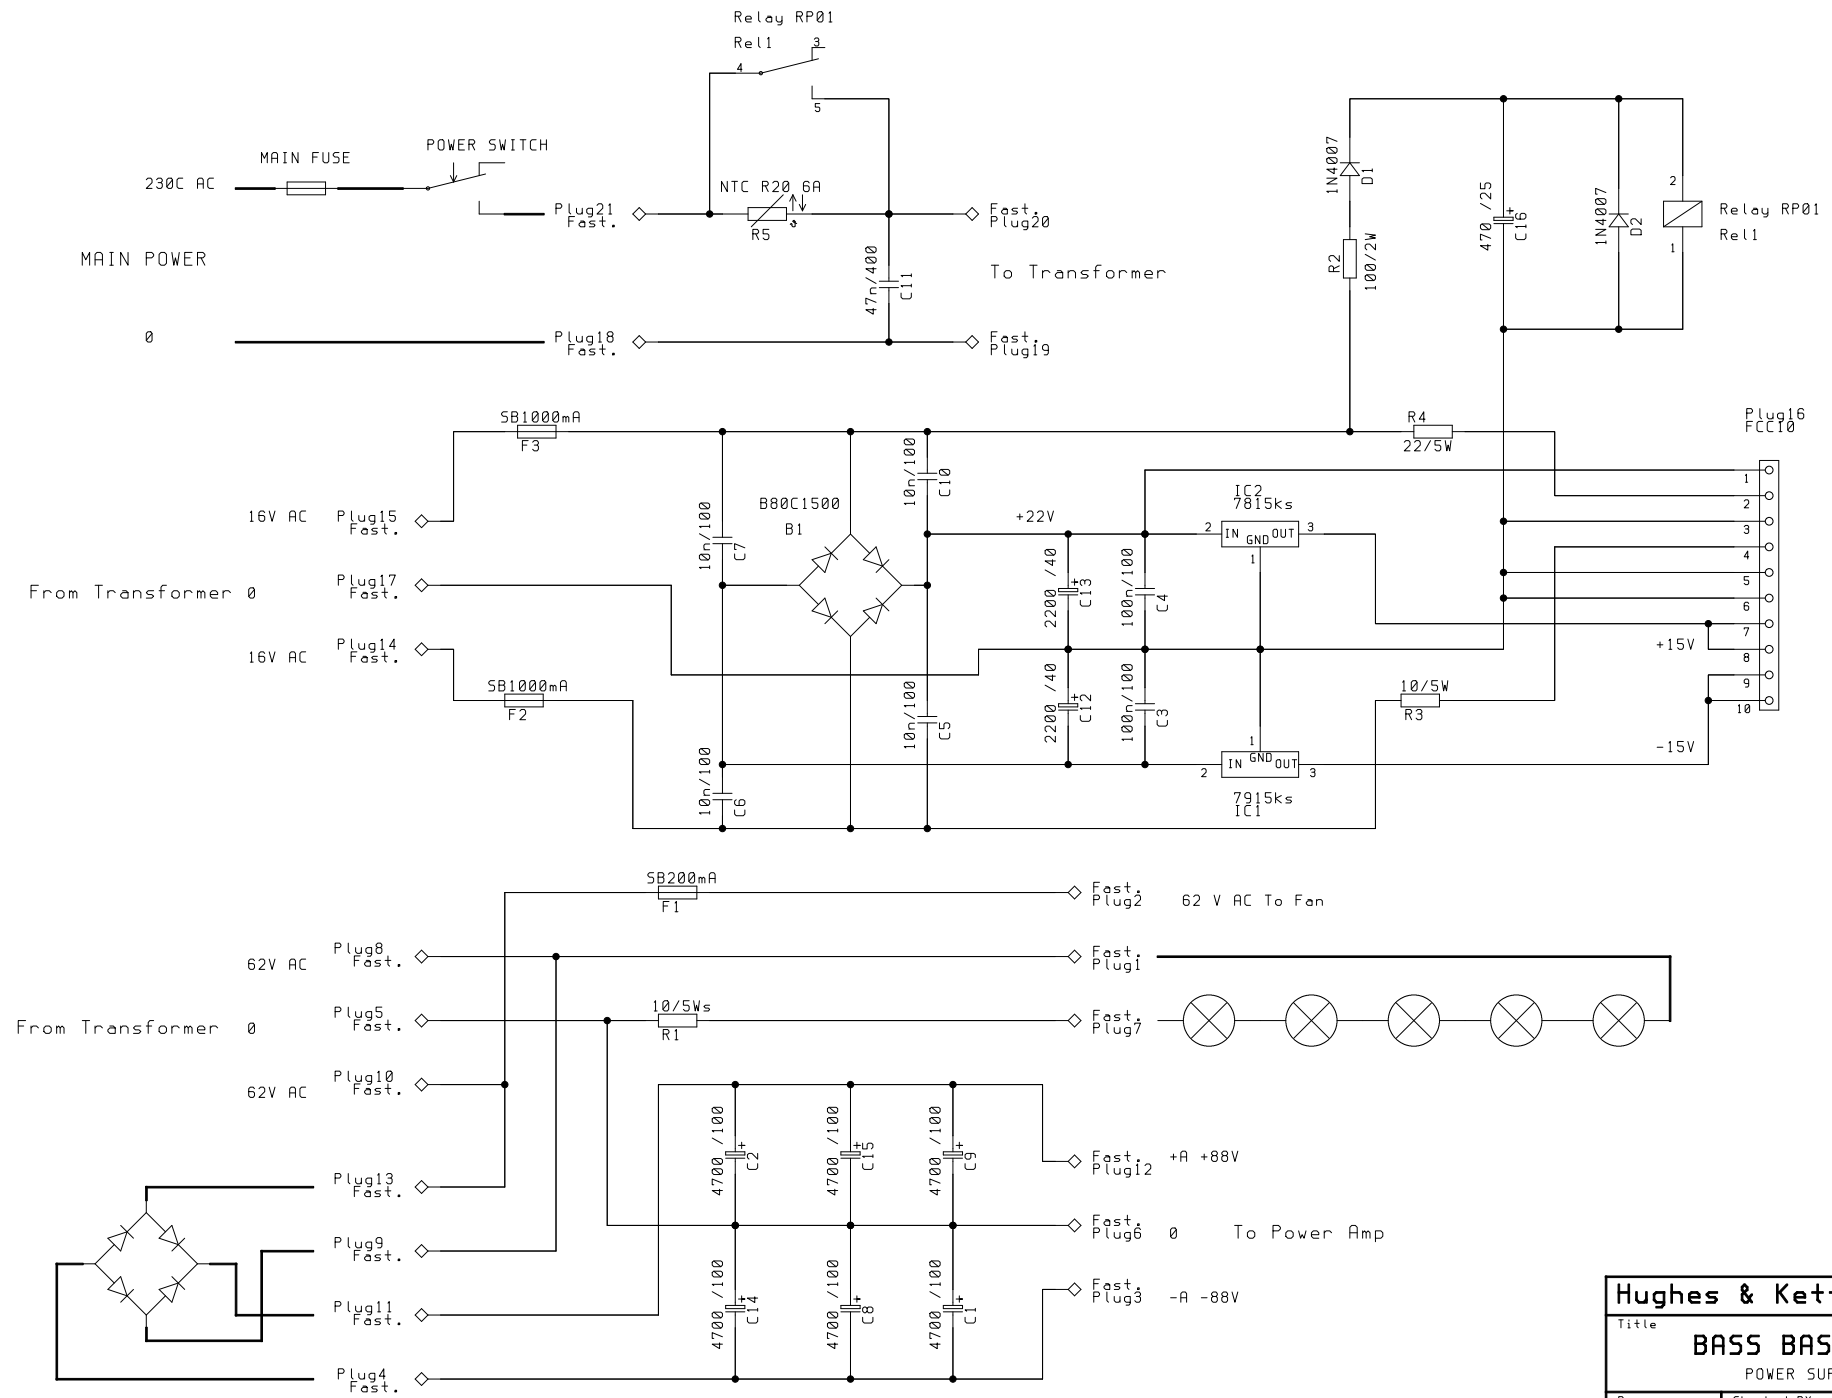 Relay RP01
Rel1
3
4
5
MAIN FUSE
POWER SWITCH
230C AC
Plug21
Fast.
NTC R20 6A
R5
Fast.
Plug20
MAIN POWER
47n/400
C11
To Transformer
0
Plug18
Fast.
Fast.
Plug19
1N4007
D1
R2
100/2W
470 /25
+
C16
1N4007
D2
2
1
Relay RP01
Rel1
SB1000mA
F3
R4
22/5W
Plug16
FCC10
16V AC
Plug15
Fast.
10n/100
C7
B80C1500
B1
10n/100
C10
+22V
IC2
7815ks
2
IN
GND
OUT
3
1
From Transformer 0
Plug17
Fast.
2200 /40
+
C13
100n/100
C4
16V AC
Plug14
Fast.
SB1000mA
F2
10n/100
C5
2200 /40
+
C12
100n/100
C3
10/5W
R3
1
2
3
4
5
6
7
8
9
10
+15V
-15V
10n/100
C6
1
2
IN
GND
OUT
3
7915ks
IC1
SB200mA
F1
Fast.
Plug2
62 V AC To Fan
62V AC
Plug8
Fast.
Fast.
Plug1
From Transformer 0
Plug5
Fast.
10/5Ws
R1
Fast.
Plug7
62V AC
Plug10
Fast.
4700 /100
+
C2
4700 /100
+
C15
4700 /100
+
C9
Plug13
Fast.
Fast.
Plug12
+A +88V
Plug9
Fast.
Fast.
Plug6
0
To Power Amp
Plug11
Fast.
4700 /100
+
C14
4700 /100
+
C8
4700 /100
+
C1
Fast.
Plug3
-A -88V
Plug4
Fast.
Hughes & Ket
Title
BASS BAS
POWER SUP